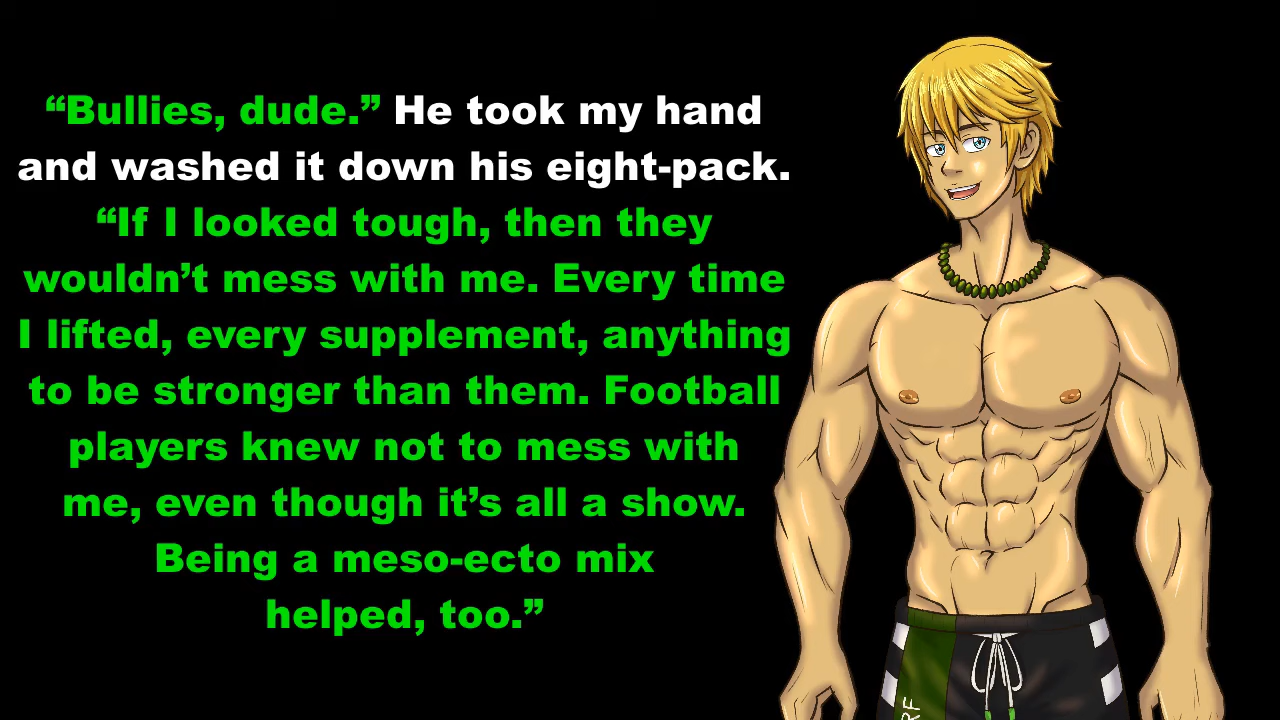 “Bullies, dude.” He took my hand
and washed it down his eight-pack.
“If I looked tough, then they
wouldn’t mess with me. Every time
I lifted, every supplement, anything
to be stronger than them. Football
players knew not to mess with
me, even though it’s all a show.
Being a meso-ecto mix
helped, too.”
RF